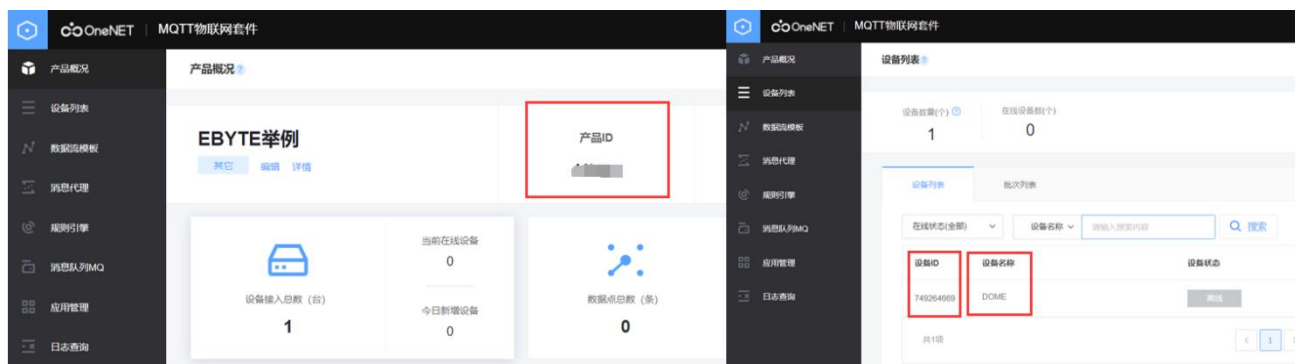 OneNET | MQTT物联网套件
产品概况
设备列表
数据流模板
消息代理
规则引擎
消息队列MQ
应用管理
日志查询
产品概况?
EBYTE举例
其它 编辑 详情
产品ID
设备接入总数 (台)
1
当前在线设备
0
今日新增设备
0
数据点总数 (条)
0
OneNET | MQTT物联网套件
产品概况
设备列表
数据流模板
消息代理
规则引擎
消息队列MQ
应用管理
日志查询
设备列表?
设备数量(个) ?
1
在线设备数(个)
0
设备列表 批次列表
在线状态(全部) 设备名称 请输入搜索内容 搜索
设备ID 设备名称 设备状态
749264669 DOME 离线
共1项 < 1